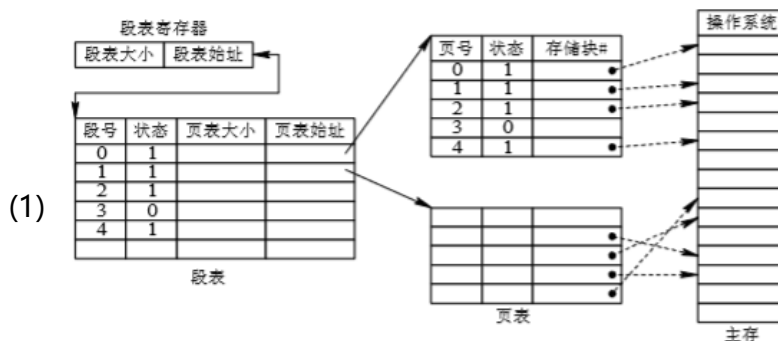 段表寄存器
段表大小 段表始址
段号 状态 页表大小 页表始址
0 1
1 1
2 1
3 0
4 1
段表
(1)
页号 状态 存储块#
0 1
1 1
2 1
3 0
4 1
页表
操作系统
主存